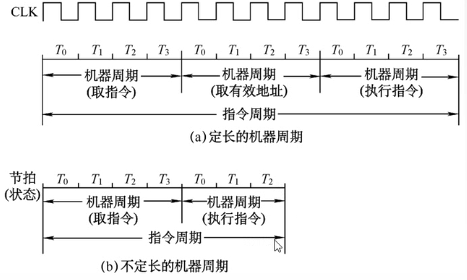 CLK
T₀ T₁ T₂ T₃ T₀ T₁ T₂ T₃ T₀ T₁ T₂ T₃
机器周期 机器周期 机器周期
(取指令) (取有效地址) (执行指令)
指令周期
(a)定长的机器周期
节拍 T₀ T₁ T₂ T₃ T₀ T₁ T₂
(状态)
机器周期 机器周期
(取指令) (执行指令)
指令周期
(b)不定长的机器周期